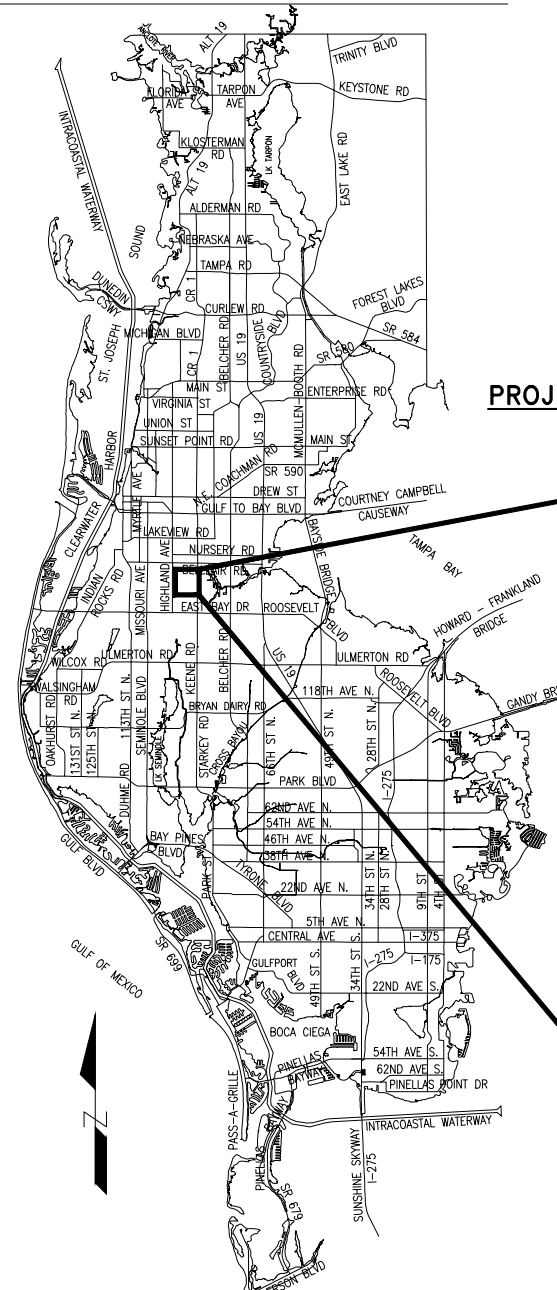 ALT 19
TRINITY BLVD
FLORIDA AVE
TARPON AVE
KEYSTONE RD
KLOSTERMAN RD
LK TARPON
EAST LAKE RD
INTRACOASTAL WATERWAY
ALT 19
ALDERMAN RD
NEBRASKA AVE
SOUND
TAMPA RD
CR 1
DUNEDIN CSWY
CURLEW RD
FOREST LAKES BLVD
MICHIGAN BLVD
BELCHER RD
US 19
COUNTRYSIDE BLVD
SR 584
ST. JOSEPH
CR 1
SR 580
MAIN ST
ENTERPRISE RD
PROJ
VIRGINIA ST
UNION ST
SUNSET POINT RD
US 19
MCMULLEN-BOOTH RD
MAIN ST
HARBOR
N.E. COACHMAN RD
SR 590
DREW ST
MYRTLE AVE
GULF TO BAY BLVD
COURTNEY CAMPBELL CAUSEWAY
CLEARWATER
LAKEVIEW RD
BAYSIDE BRIDGE
NURSERY RD
TAMPA BAY
HIGHLAND AVE
BELLEAIR RD
INDIAN ROCKS RD
MISSOURI AVE
EAST BAY DR
ROOSEVELT BLVD
HOWARD - FRANKLAND BRIDGE
US 19
WILCOX RD
ULMERTON RD
ULMERTON RD
KEENE RD
BELCHER RD
WALSINGHAM RD
113TH ST N.
SEMINOLE BLVD
118TH AVE N.
ROOSEVELT BLVD
OAKHURST RD
131ST ST N.
125TH ST N.
BRYAN DAIRY RD
GANDY BR
LK SEMINOLE
STARKEY RD
CROSS BAYOU
66TH ST N.
49TH ST N.
28TH ST N.
I-275
DUHME RD
PARK BLVD
62ND AVE N.
54TH AVE N.
GULF BLVD
BAY PINES BLVD
46TH AVE N.
38TH AVE N.
PARK ST
TYRONE BLVD
22ND AVE N.
34TH ST N.
28TH ST N.
9TH ST
4TH ST
5TH AVE N.
CENTRAL AVE
I-375
SR 699
GULF OF MEXICO
GULFPORT BLVD
49TH ST S.
34TH ST S.
I-275
I-175
22ND AVE S.
BOCA CIEGA
54TH AVE S.
PINELLAS BAYWAY
62ND AVE S.
PINELLAS POINT DR
N
PASS-A-GRILLE
PINELLAS BAYWAY
INTRACOASTAL WATERWAY
SUNSHINE SKYWAY
I-275
SR 679
ERSON BLVD